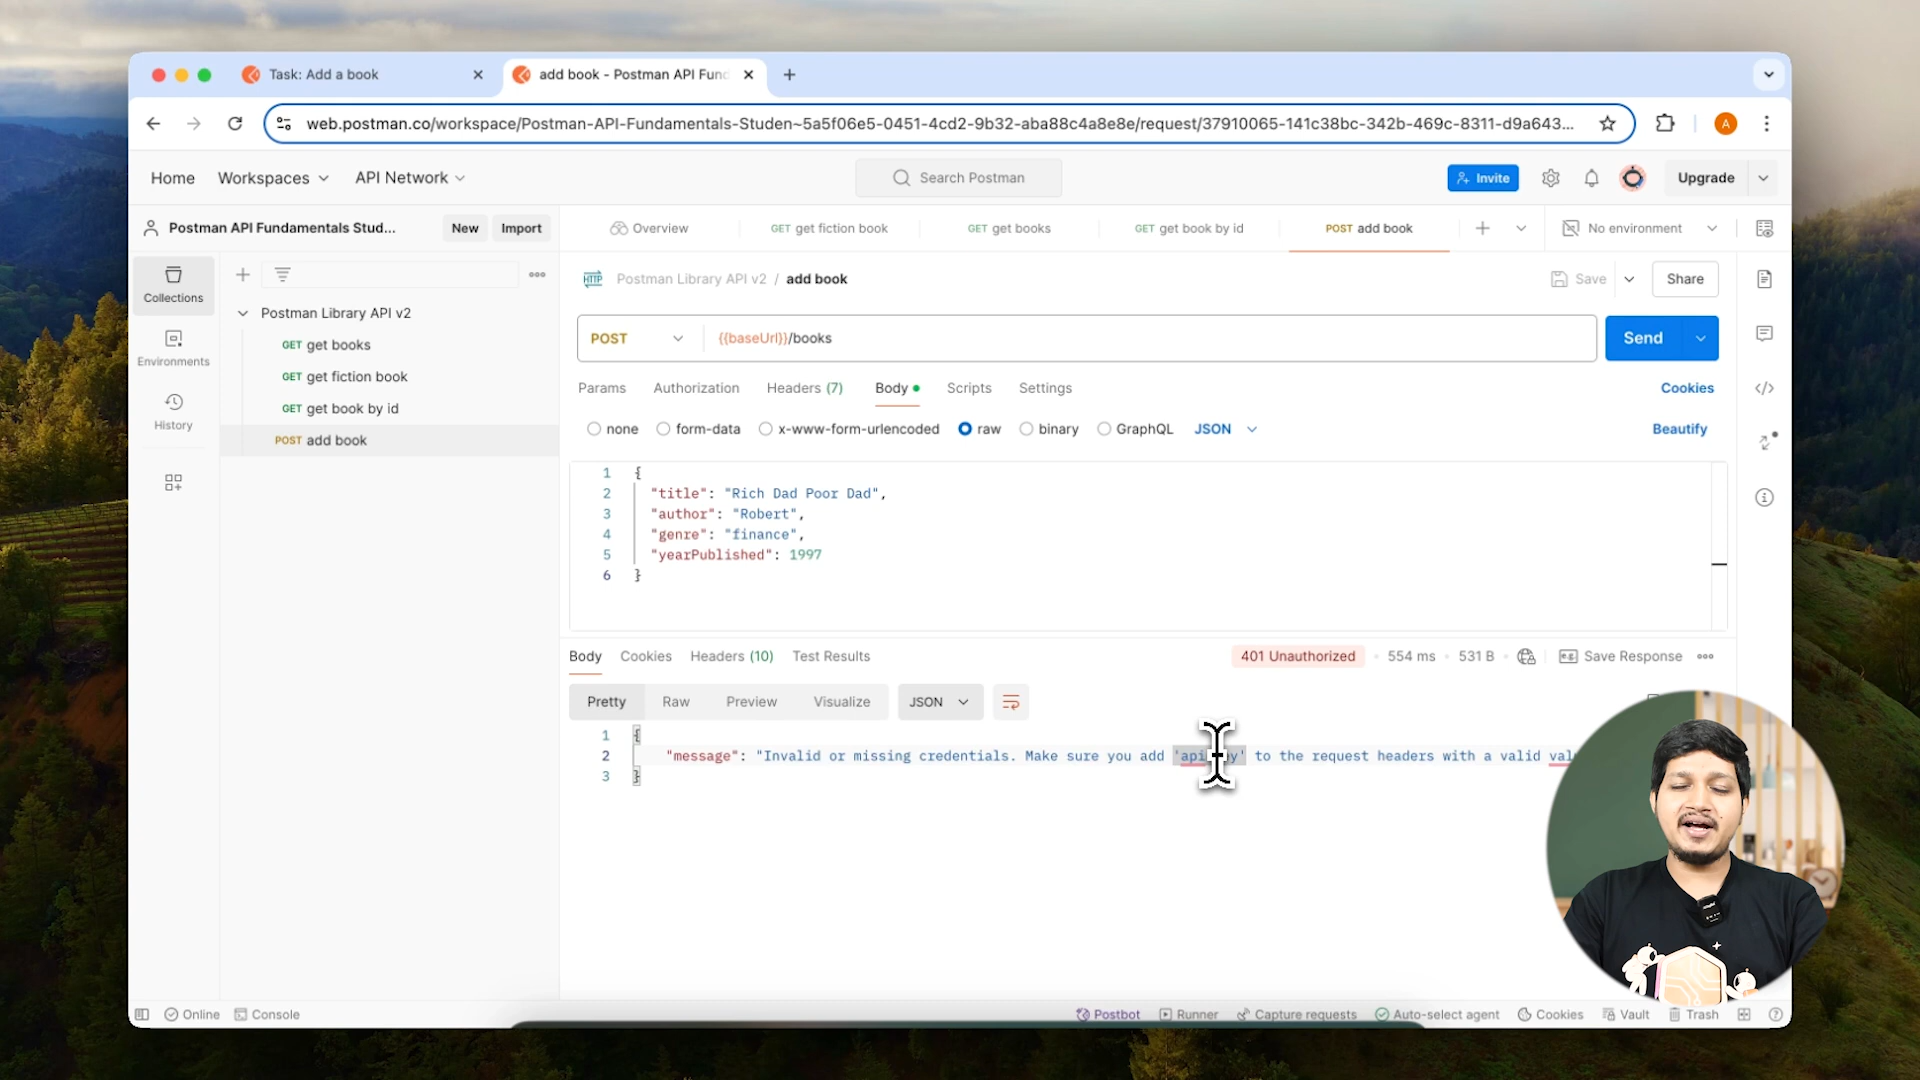 Task: Add a book
add book - Postman API Fund
web.postman.co/workspace/Postman-API-Fundamentals-Studen~5a5f06e5-0451-4cd2-9b32-aba88c4a8e8e/request/37910065-141c38bc-342b-469c-8311-d9a643...
A
Home Workspaces API Network Search Postman Invite Upgrade
Postman API Fundamentals Stud... New Import
Overview GET get fiction book GET get books GET get book by id POST add book No environment
Collections
Environments
History
Postman Library API v2
GET get books
GET get fiction book
GET get book by id
POST add book
HTTP Postman Library API v2 / add book Save Share
POST {{baseUrl}}/books Send
Params Authorization Headers (7) Body Scripts Settings Cookies
none form-data x-www-form-urlencoded raw binary GraphQL JSON Beautify
1 {
2 "title": "Rich Dad Poor Dad",
3 "author": "Robert",
4 "genre": "finance",
5 "yearPublished": 1997
6 }
Body Cookies Headers (10) Test Results 401 Unauthorized 554 ms 531 B e.g. Save Response
Pretty Raw Preview Visualize JSON
1 {
2 "message": "Invalid or missing credentials. Make sure you add 'api y' to the request headers with a valid val
3 }
Online Console Postbot Runner Capture requests Auto-select agent Cookies Vault Trash